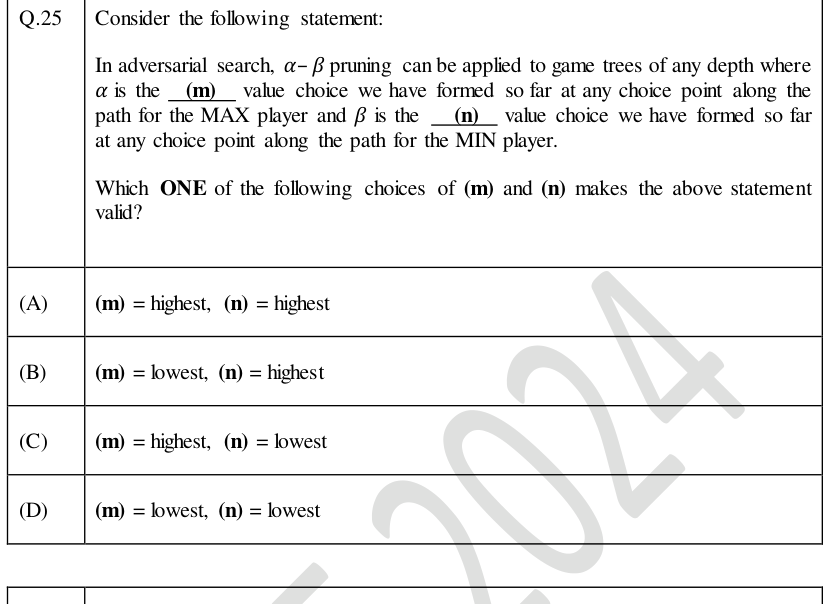 Q.25 Consider the following statement:
In adversarial search, α– β pruning can be applied to game trees of any depth where
α is the (m) value choice we have formed so far at any choice point along the
path for the MAX player and β is the (n) value choice we have formed so far
at any choice point along the path for the MIN player.
Which ONE of the following choices of (m) and (n) makes the above statement
valid?
(A) (m) = highest, (n) = highest
(B) (m) = lowest, (n) = highest
(C) (m) = highest, (n) = lowest
(D) (m) = lowest, (n) = lowest
2024